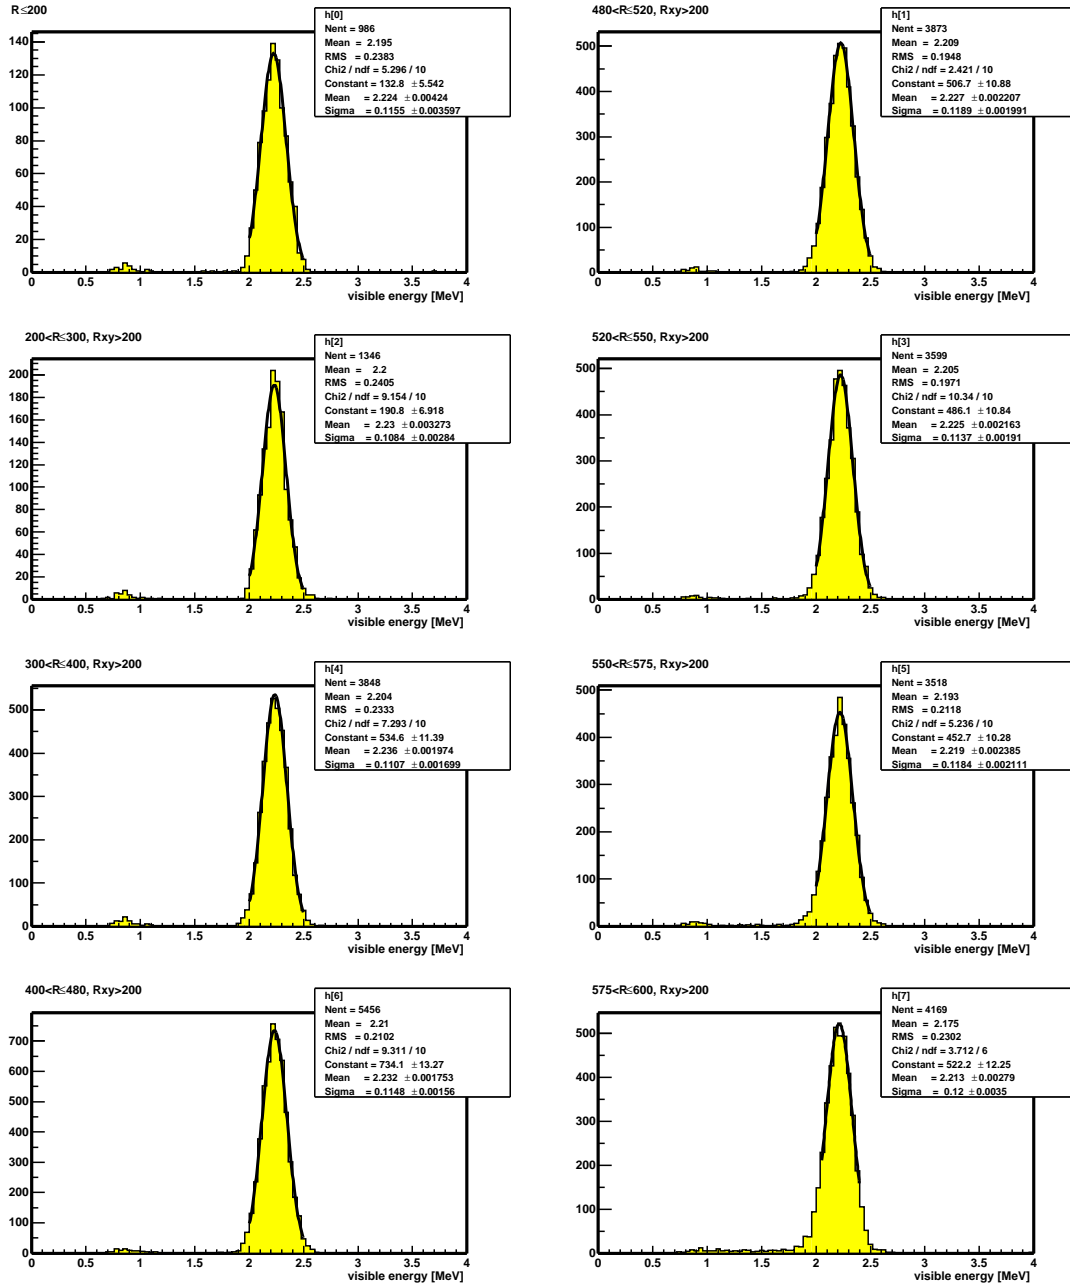 R≤200
h[0]
Nent = 986
Mean = 2.195
RMS = 0.2383
Chi2 / ndf = 5.296 / 10
Constant = 132.8 ±5.542
Mean = 2.224 ±0.00424
Sigma = 0.1155 ±0.003597
140
120
100
80
60
40
20
0
0 0.5 1 1.5 2 2.5 3 3.5 4
visible energy [MeV]
480<R≤520, Rxy>200
h[1]
Nent = 3873
Mean = 2.209
RMS = 0.1948
Chi2 / ndf = 2.421 / 10
Constant = 506.7 ±10.88
Mean = 2.227 ±0.002207
Sigma = 0.1189 ±0.001991
500
400
300
200
100
0
0 0.5 1 1.5 2 2.5 3 3.5 4
visible energy [MeV]
200<R≤300, Rxy>200
h[2]
Nent = 1346
Mean = 2.2
RMS = 0.2405
Chi2 / ndf = 9.154 / 10
Constant = 190.8 ±6.918
Mean = 2.23 ±0.003273
Sigma = 0.1084 ±0.00284
200
180
160
140
120
100
80
60
40
20
0
0 0.5 1 1.5 2 2.5 3 3.5 4
visible energy [MeV]
520<R≤550, Rxy>200
h[3]
Nent = 3599
Mean = 2.205
RMS = 0.1971
Chi2 / ndf = 10.34 / 10
Constant = 486.1 ±10.84
Mean = 2.225 ±0.002163
Sigma = 0.1137 ±0.00191
500
400
300
200
100
0
0 0.5 1 1.5 2 2.5 3 3.5 4
visible energy [MeV]
300<R≤400, Rxy>200
h[4]
Nent = 3848
Mean = 2.204
RMS = 0.2333
Chi2 / ndf = 7.293 / 10
Constant = 534.6 ±11.39
Mean = 2.236 ±0.001974
Sigma = 0.1107 ±0.001699
500
400
300
200
100
0
0 0.5 1 1.5 2 2.5 3 3.5 4
visible energy [MeV]
550<R≤575, Rxy>200
h[5]
Nent = 3518
Mean = 2.193
RMS = 0.2118
Chi2 / ndf = 5.236 / 10
Constant = 452.7 ±10.28
Mean = 2.219 ±0.002385
Sigma = 0.1184 ±0.002111
500
400
300
200
100
0
0 0.5 1 1.5 2 2.5 3 3.5 4
visible energy [MeV]
400<R≤480, Rxy>200
h[6]
Nent = 5456
Mean = 2.21
RMS = 0.2102
Chi2 / ndf = 9.311 / 10
Constant = 734.1 ±13.27
Mean = 2.232 ±0.001753
Sigma = 0.1148 ±0.00156
700
600
500
400
300
200
100
0
0 0.5 1 1.5 2 2.5 3 3.5 4
visible energy [MeV]
575<R≤600, Rxy>200
h[7]
Nent = 4169
Mean = 2.175
RMS = 0.2302
Chi2 / ndf = 3.712 / 6
Constant = 522.2 ±12.25
Mean = 2.213 ±0.00279
Sigma = 0.12 ±0.0035
500
400
300
200
100
0
0 0.5 1 1.5 2 2.5 3 3.5 4
visible energy [MeV]